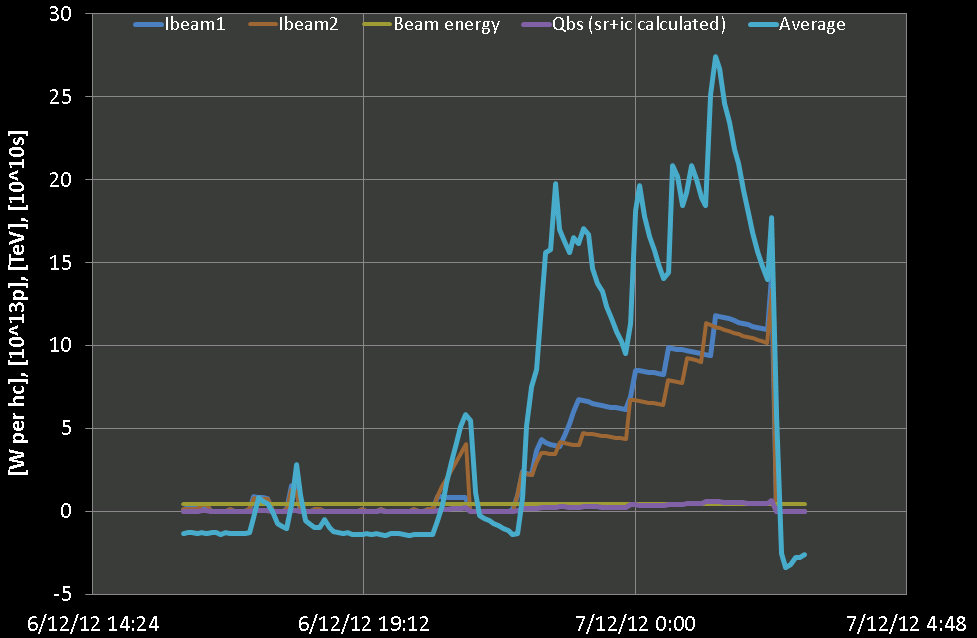 Ibeam1 Ibeam2 Beam energy Qbs (sr+ic calculated) Average
[W per hc], [10^13p], [TeV], [10^10s]
30
25
20
15
10
5
0
-5
6/12/12 14:24 6/12/12 19:12 7/12/12 0:00 7/12/12 4:48